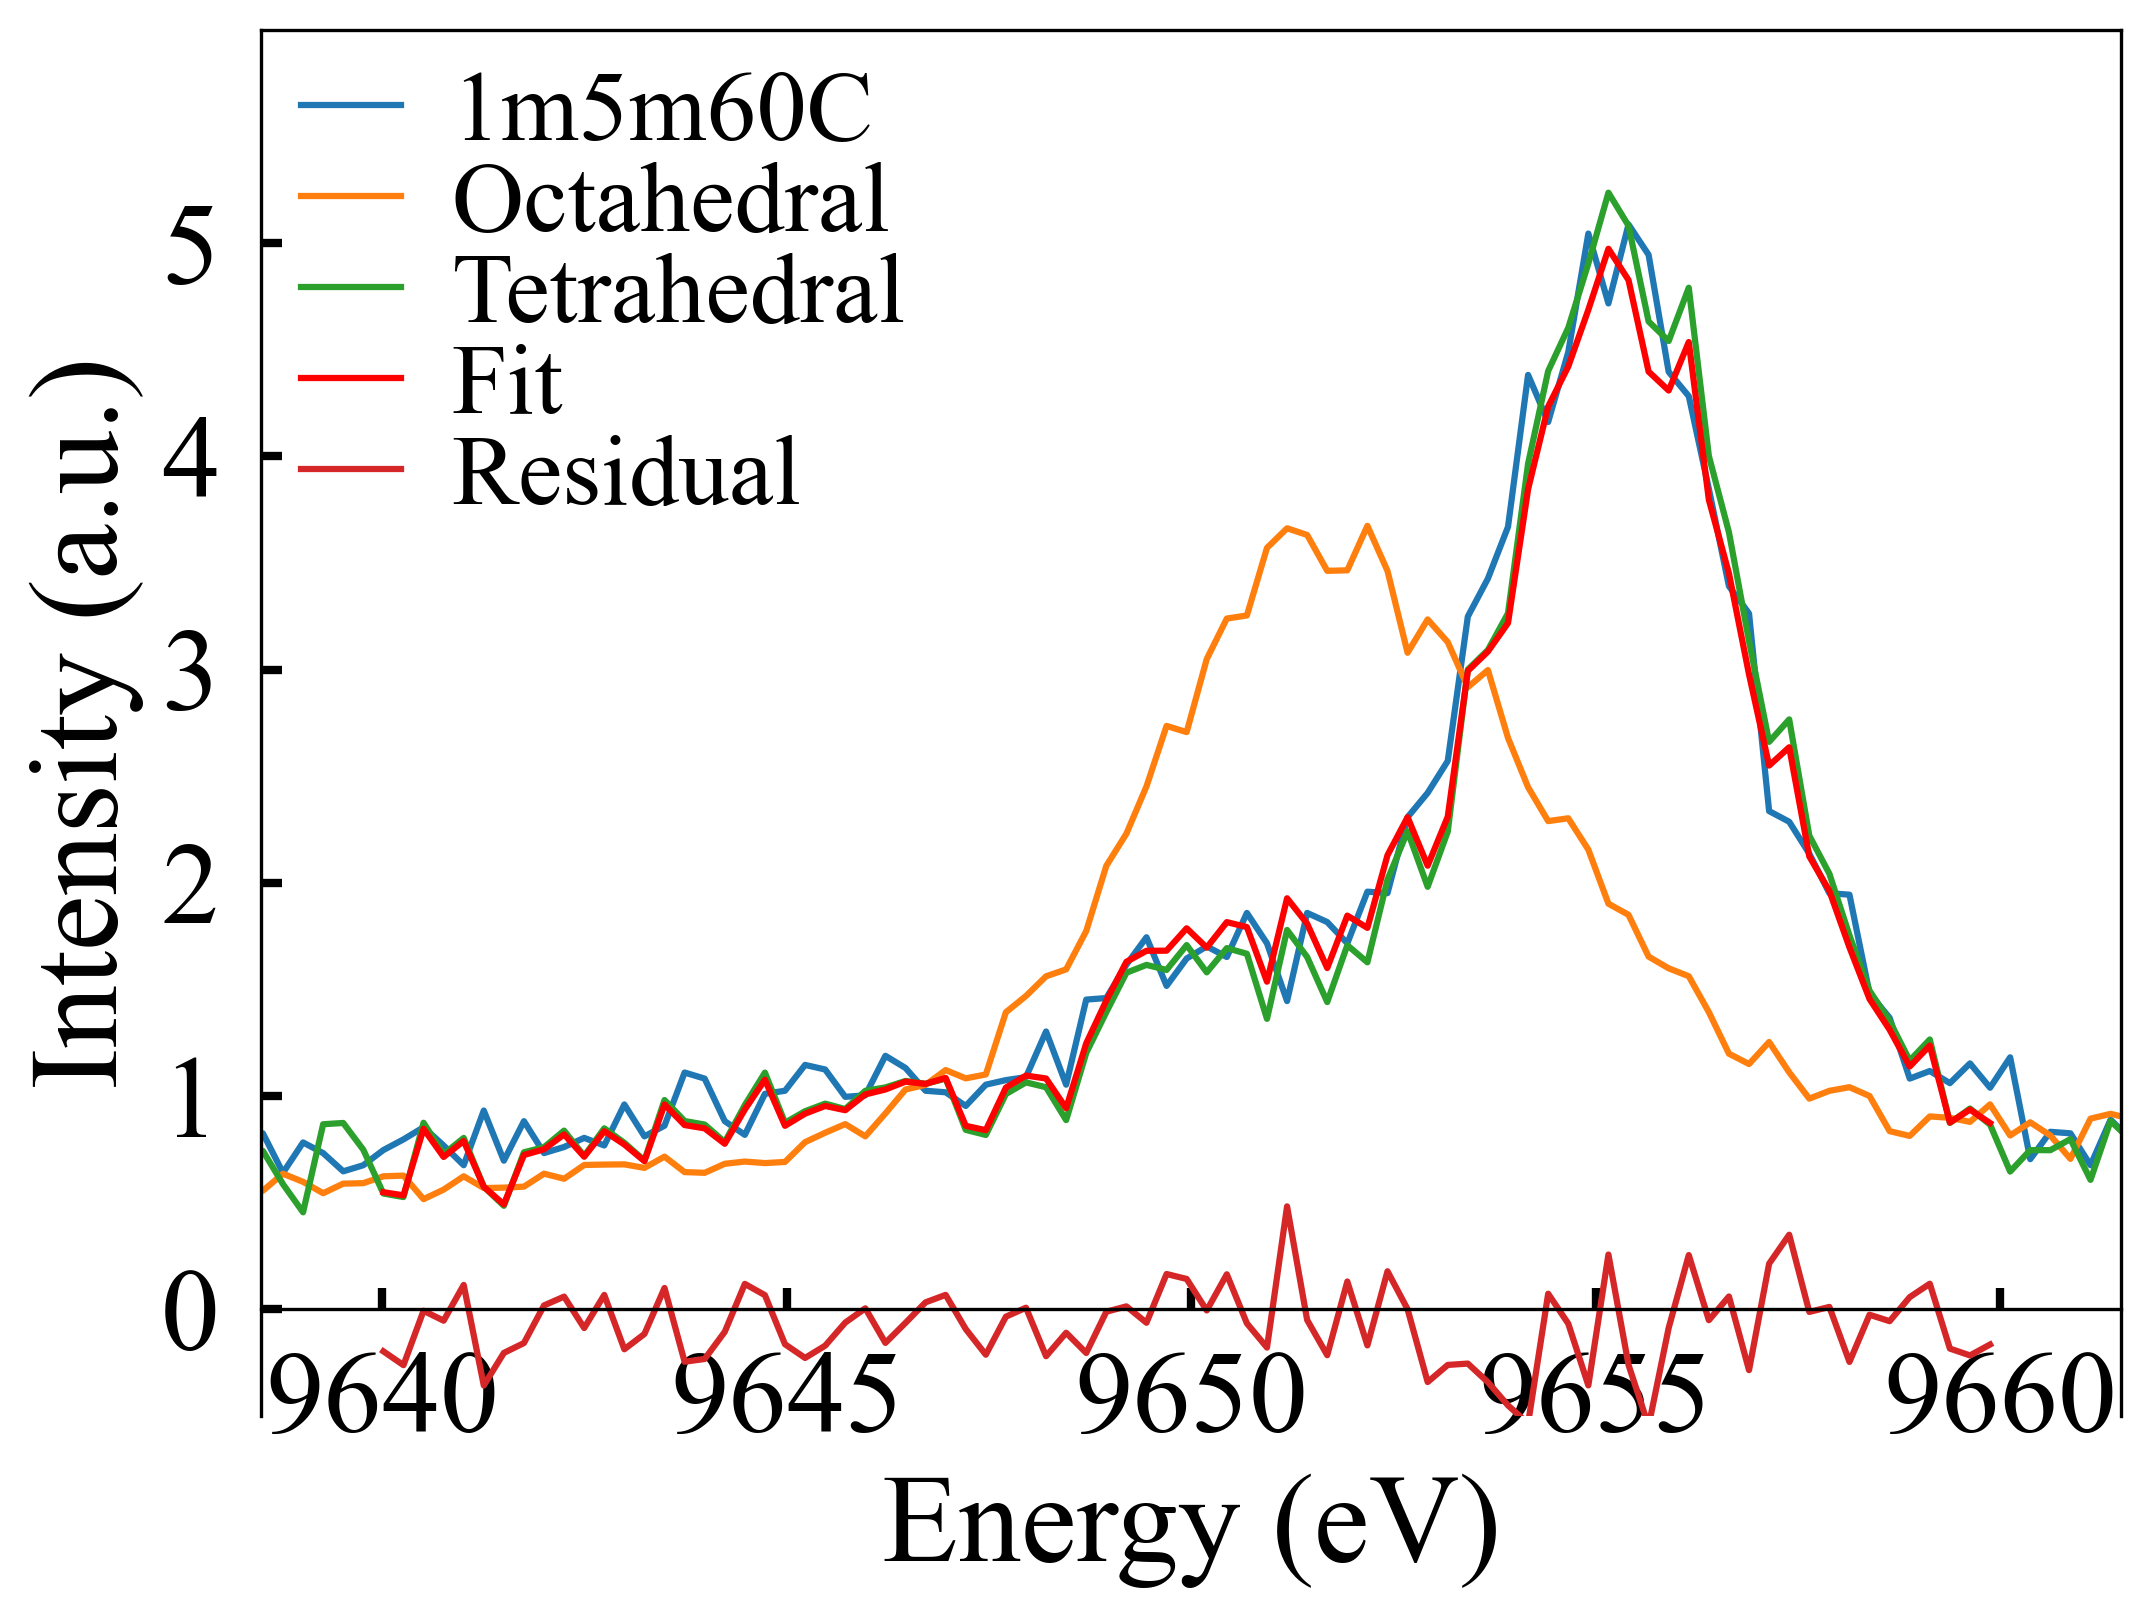 1m5m60C
Octahedral
Tetrahedral
Fit
Residual
5
4
3
2
1
0
Intensity (a.u.)
9640 9645 9650 9655 9660
Energy (eV)